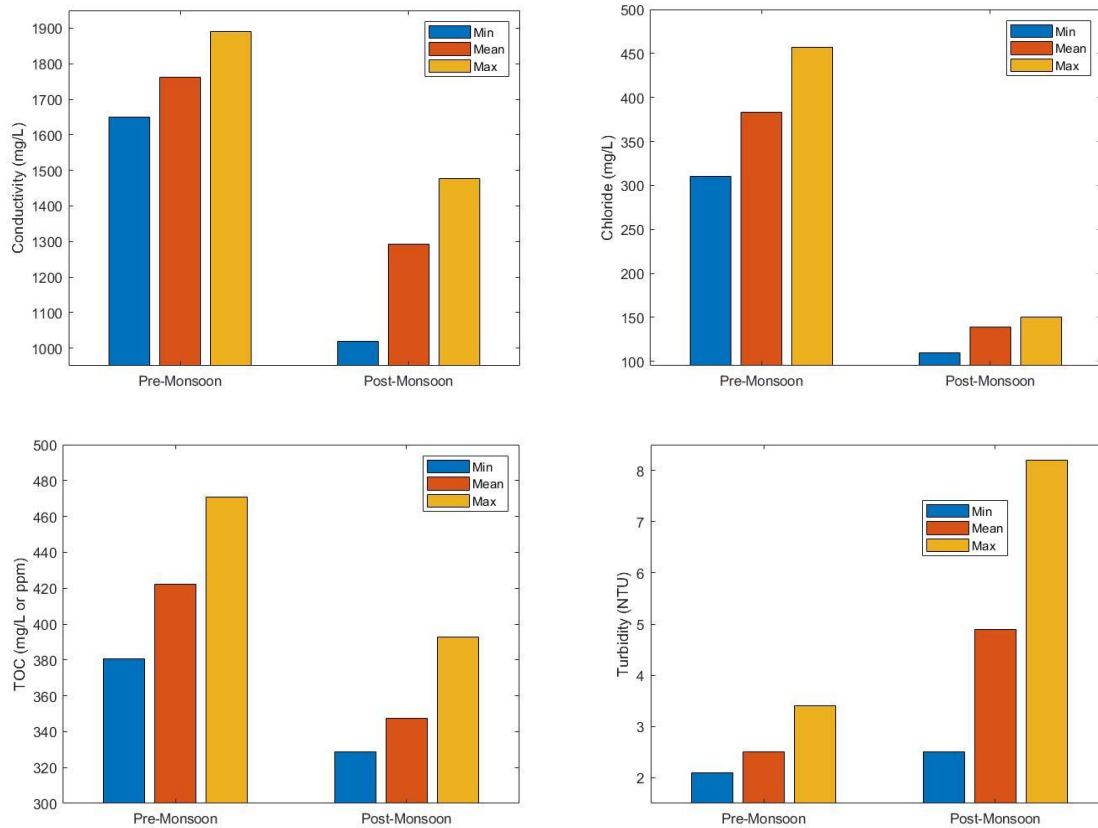 Conductivity (mg/L)
1900
1800
1700
1600
1500
1400
1300
1200
1100
1000
Pre-Monsoon
Post-Monsoon
Min
Mean
Max
Chloride (mg/L)
500
450
400
350
300
250
200
150
100
Pre-Monsoon
Post-Monsoon
Min
Mean
Max
TOC (mg/L or ppm)
500
480
460
440
420
400
380
360
340
320
300
Pre-Monsoon
Post-Monsoon
Min
Mean
Max
Turbidity (NTU)
8
7
6
5
4
3
2
Pre-Monsoon
Post-Monsoon
Min
Mean
Max